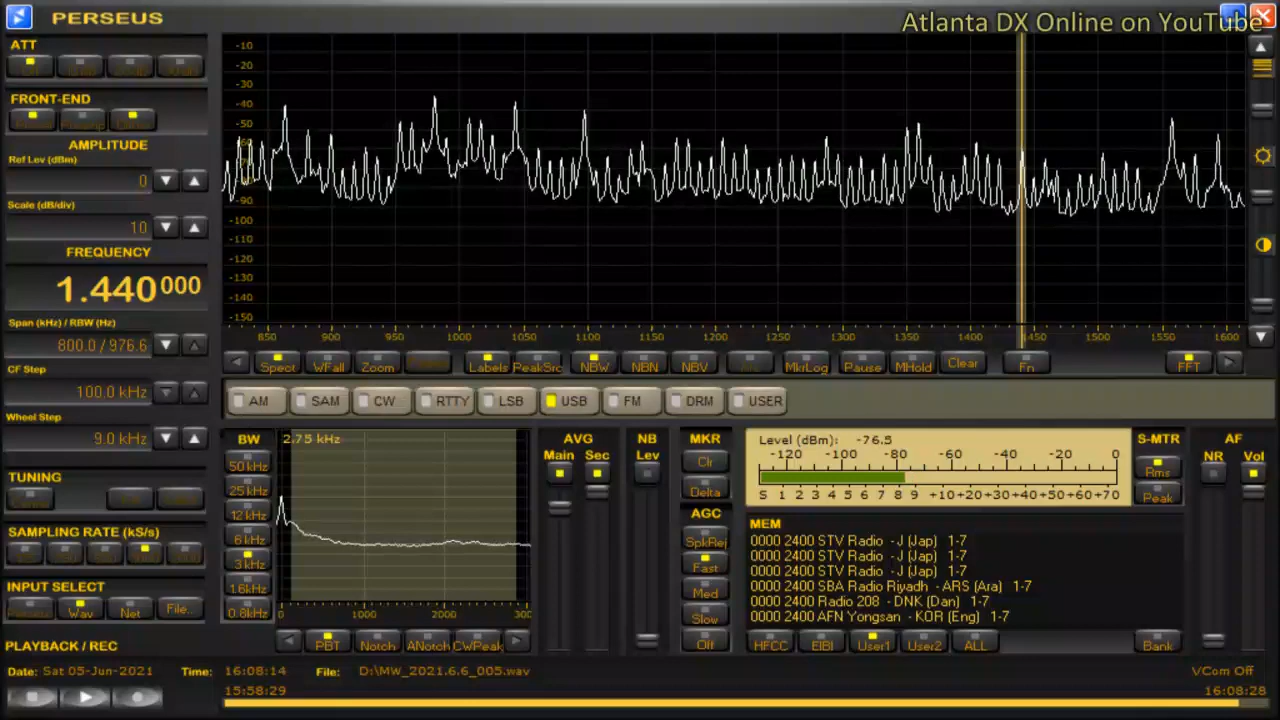 PERSEUS
Atlanta DX Online on YouTube
ATT
FRONT-END
AMPLITUDE
Ref Lev (dBm)
0
Scale (dB/div)
10
FREQUENCY
1.440000
Span (kHz) / RBW (Hz)
800.0 / 976.6
CF Step
100.0 kHz
Wheel Step
9.0 kHz
TUNING
SAMPLING RATE (kS/s)
INPUT SELECT
Wav Net File..
PLAYBACK / REC
-10
-20
-30
-40
-50
-60
-70
-80
-90
-100
-110
-120
-130
-140
-150
850 900 950 1000 1050 1100 1150 1200 1250 1300 1350 1400 1450 1500 1550 1600
Spect WFall Zoom Labels PeakSrc NBW NBN NBV MkrLog Pause MHold Clear Fn FFT
AM SAM CW RTTY LSB USB FM DRM USER
BW
50 kHz
25 kHz
12 kHz
6 kHz
3 kHz
1.6kHz
0.8kHz
2.75 kHz
0 1000 2000 300
PBT Notch ANotch CWPeak
AVG
Main Sec
NB
Lev
MKR
Clr
Delta
AGC
SpkRej
Fast
Med
Slow
Off
Level (dBm): -76.5
-120 -100 -80 -60 -40 -20 0
S 1 2 3 4 5 6 7 8 9 +10+20+30+40+50+60+70
S-MTR
Rms
Peak
AF
NR Vol
MEM
0000 2400 STV Radio - J (Jap) 1-7
0000 2400 STV Radio - J (Jap) 1-7
0000 2400 STV Radio - J (Jap) 1-7
0000 2400 SBA Radio Riyadh - ARS (Ara) 1-7
0000 2400 Radio 208 - DNK (Dan) 1-7
0000 2400 AFN Yongsan - KOR (Eng) 1-7
HFCC EIBI User1 User2 ALL Bank
Date: Sat 05-Jun-2021 Time: 16:08:14 File: D:\MW_2021.6.6_005.wav VCom Off
15:58:29 16:08:28